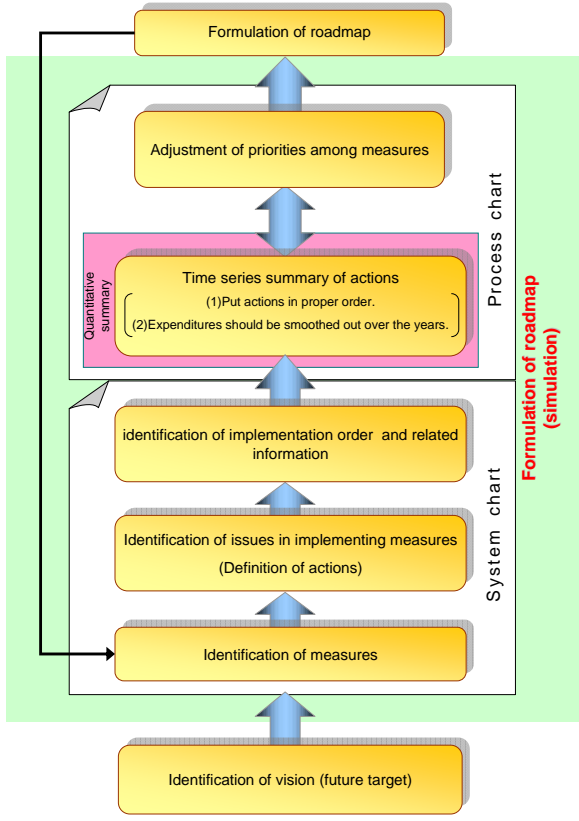 Formulation of roadmap
Adjustment of priorities among measures
Process chart
Quantitative
summary
Time series summary of actions
(1)Put actions in proper order.
(2)Expenditures should be smoothed out over the years.
Formulation of roadmap
(simulation)
identification of implementation order and related
information
System chart
Identification of issues in implementing measures
(Definition of actions)
Identification of measures
Identification of vision (future target)